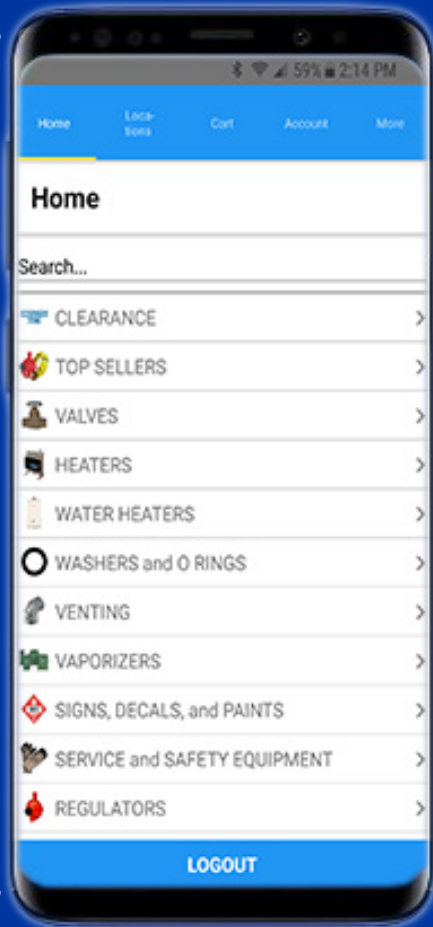 59% 2:14 PM
Home
Loca-
tions
Cart
Account
More
Home
Search...
CLEARANCE
TOP SELLERS
VALVES
HEATERS
WATER HEATERS
WASHERS and O RINGS
VENTING
VAPORIZERS
SIGNS, DECALS, and PAINTS
SERVICE and SAFETY EQUIPMENT
REGULATORS
LOGOUT